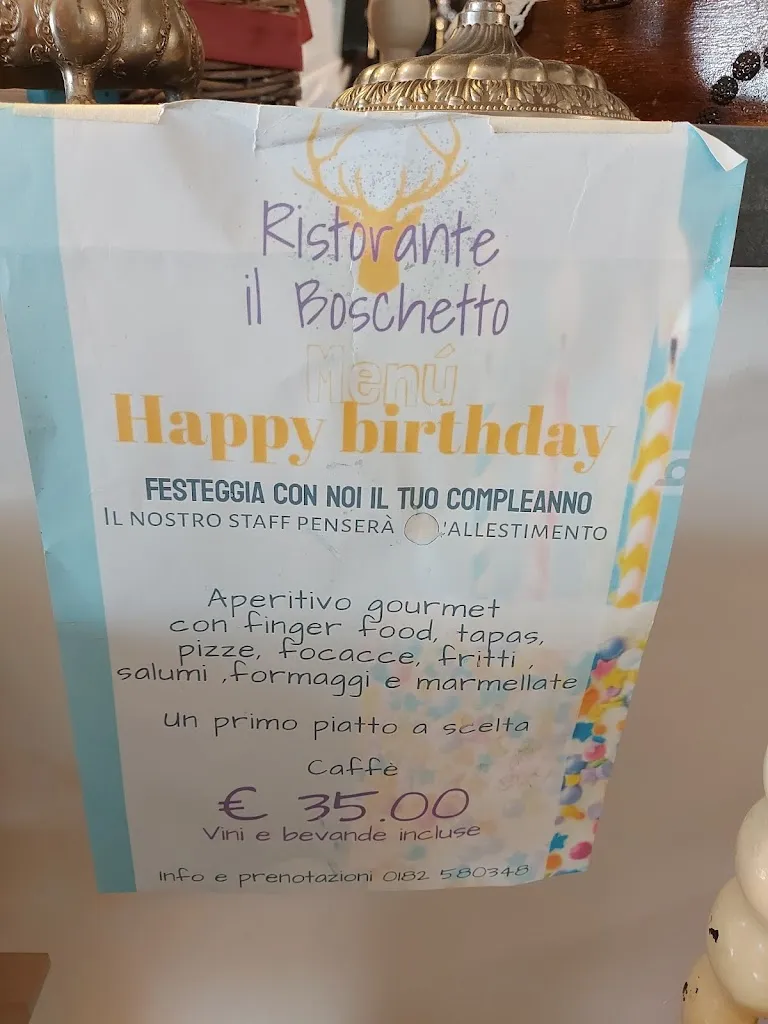 Ristorante
il Boschetto
Menú
Happy birthday
FESTEGGIA CON NOI IL TUO COMPLEANNO
IL NOSTRO STAFF PENSERÀ L'ALLESTIMENTO
Aperitivo gourmet
con finger food, tapas,
pizze, focacce, fritti ,
salumi ,formaggi e marmellate
un primo piatto a scelta
Caffè
€ 35.00
Vini e bevande incluse
Info e prenotazioni 0182 580348